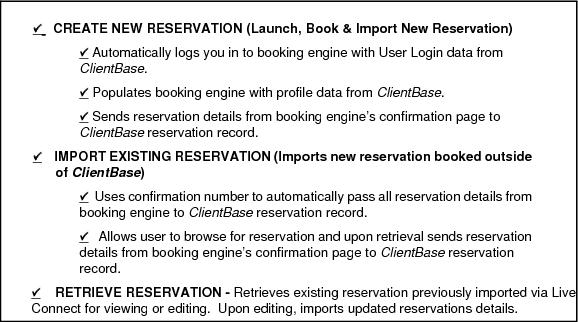 ✓ CREATE NEW RESERVATION (Launch, Book & Import New Reservation)
✓ Automatically logs you in to booking engine with User Login data from
ClientBase.
✓ Populates booking engine with profile data from ClientBase.
✓ Sends reservation details from booking engine's confirmation page to
ClientBase reservation record.
✓ IMPORT EXISTING RESERVATION (Imports new reservation booked outside
of ClientBase)
✓ Uses confirmation number to automatically pass all reservation details from
booking engine to ClientBase reservation record.
✓ Allows user to browse for reservation and upon retrieval sends reservation
details from booking engine's confirmation page to ClientBase reservation
record.
✓ RETRIEVE RESERVATION - Retrieves existing reservation previously imported via Live
Connect for viewing or editing. Upon editing, imports updated reservations details.